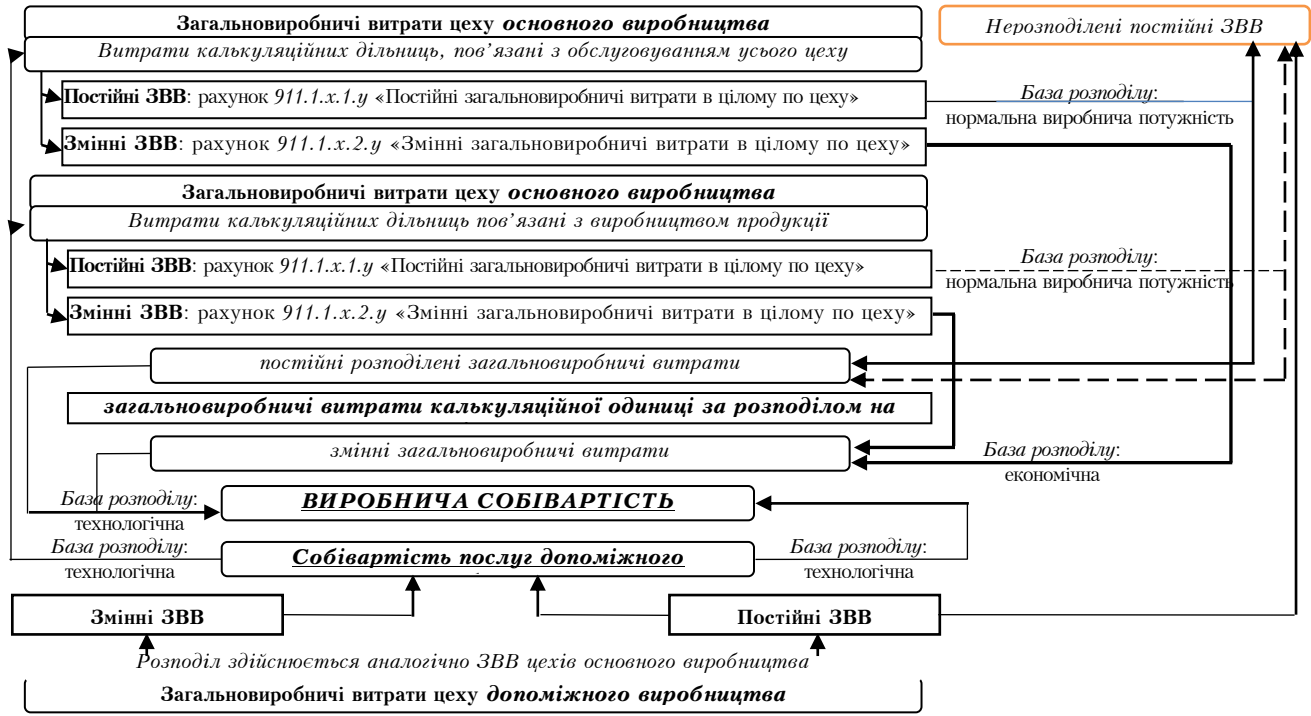 Загальновиробничі витрати цеху основного виробництва
Нерозподілені постійні ЗВВ
Витрати калькуляційних дільниць, пов’язані з обслуговуванням усього цеху
Постійні ЗВВ: рахунок 911.1.х.1.у «Постійні загальновиробничі витрати в цілому по цеху»
База розподілу:
нормальна виробнича потужність
Змінні ЗВВ: рахунок 911.1.х.2.у «Змінні загальновиробничі витрати в цілому по цеху»
Загальновиробничі витрати цеху основного виробництва
Витрати калькуляційних дільниць пов’язані з виробництвом продукції
Постійні ЗВВ: рахунок 911.1.х.1.у «Постійні загальновиробничі витрати в цілому по цеху»
База розподілу:
нормальна виробнича потужність
Змінні ЗВВ: рахунок 911.1.х.2.у «Змінні загальновиробничі витрати в цілому по цеху»
постійні розподілені загальновиробничі витрати
загальновиробничі витрати калькуляційної одиниці за розподілом на
змінні загальновиробничі витрати
База розподілу:
економічна
База розподілу:
технологічна
ВИРОБНИЧА СОБІВАРТІСТЬ
База розподілу:
технологічна
Собівартість послуг допоміжного
База розподілу:
технологічна
Змінні ЗВВ
Постійні ЗВВ
Розподіл здійснюється аналогічно ЗВВ цехів основного виробництва
Загальновиробничі витрати цеху допоміжного виробництва